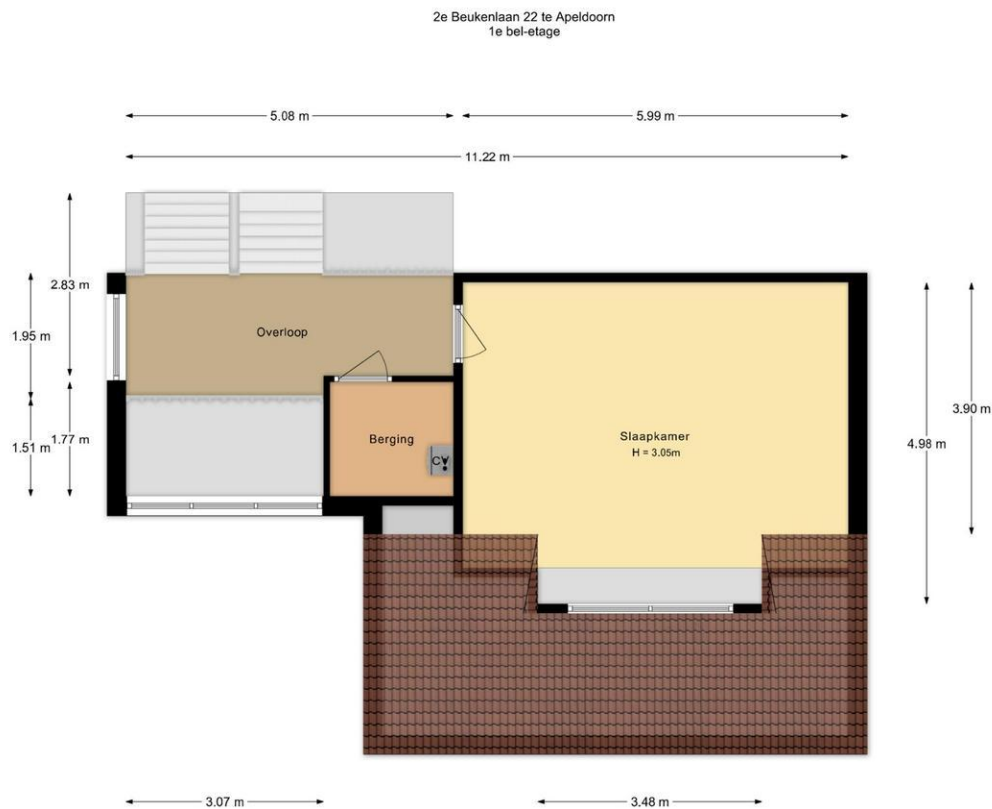 2e Beukenlaan 22 te Apeldoorn
1e bel-etage
5.08 m
5.99 m
11.22 m
2.83 m
1.95 m
Overloop
1.77 m
1.51 m
Berging
CV
Slaapkamer
H = 3.05m
3.90 m
4.98 m
3.07 m
3.48 m